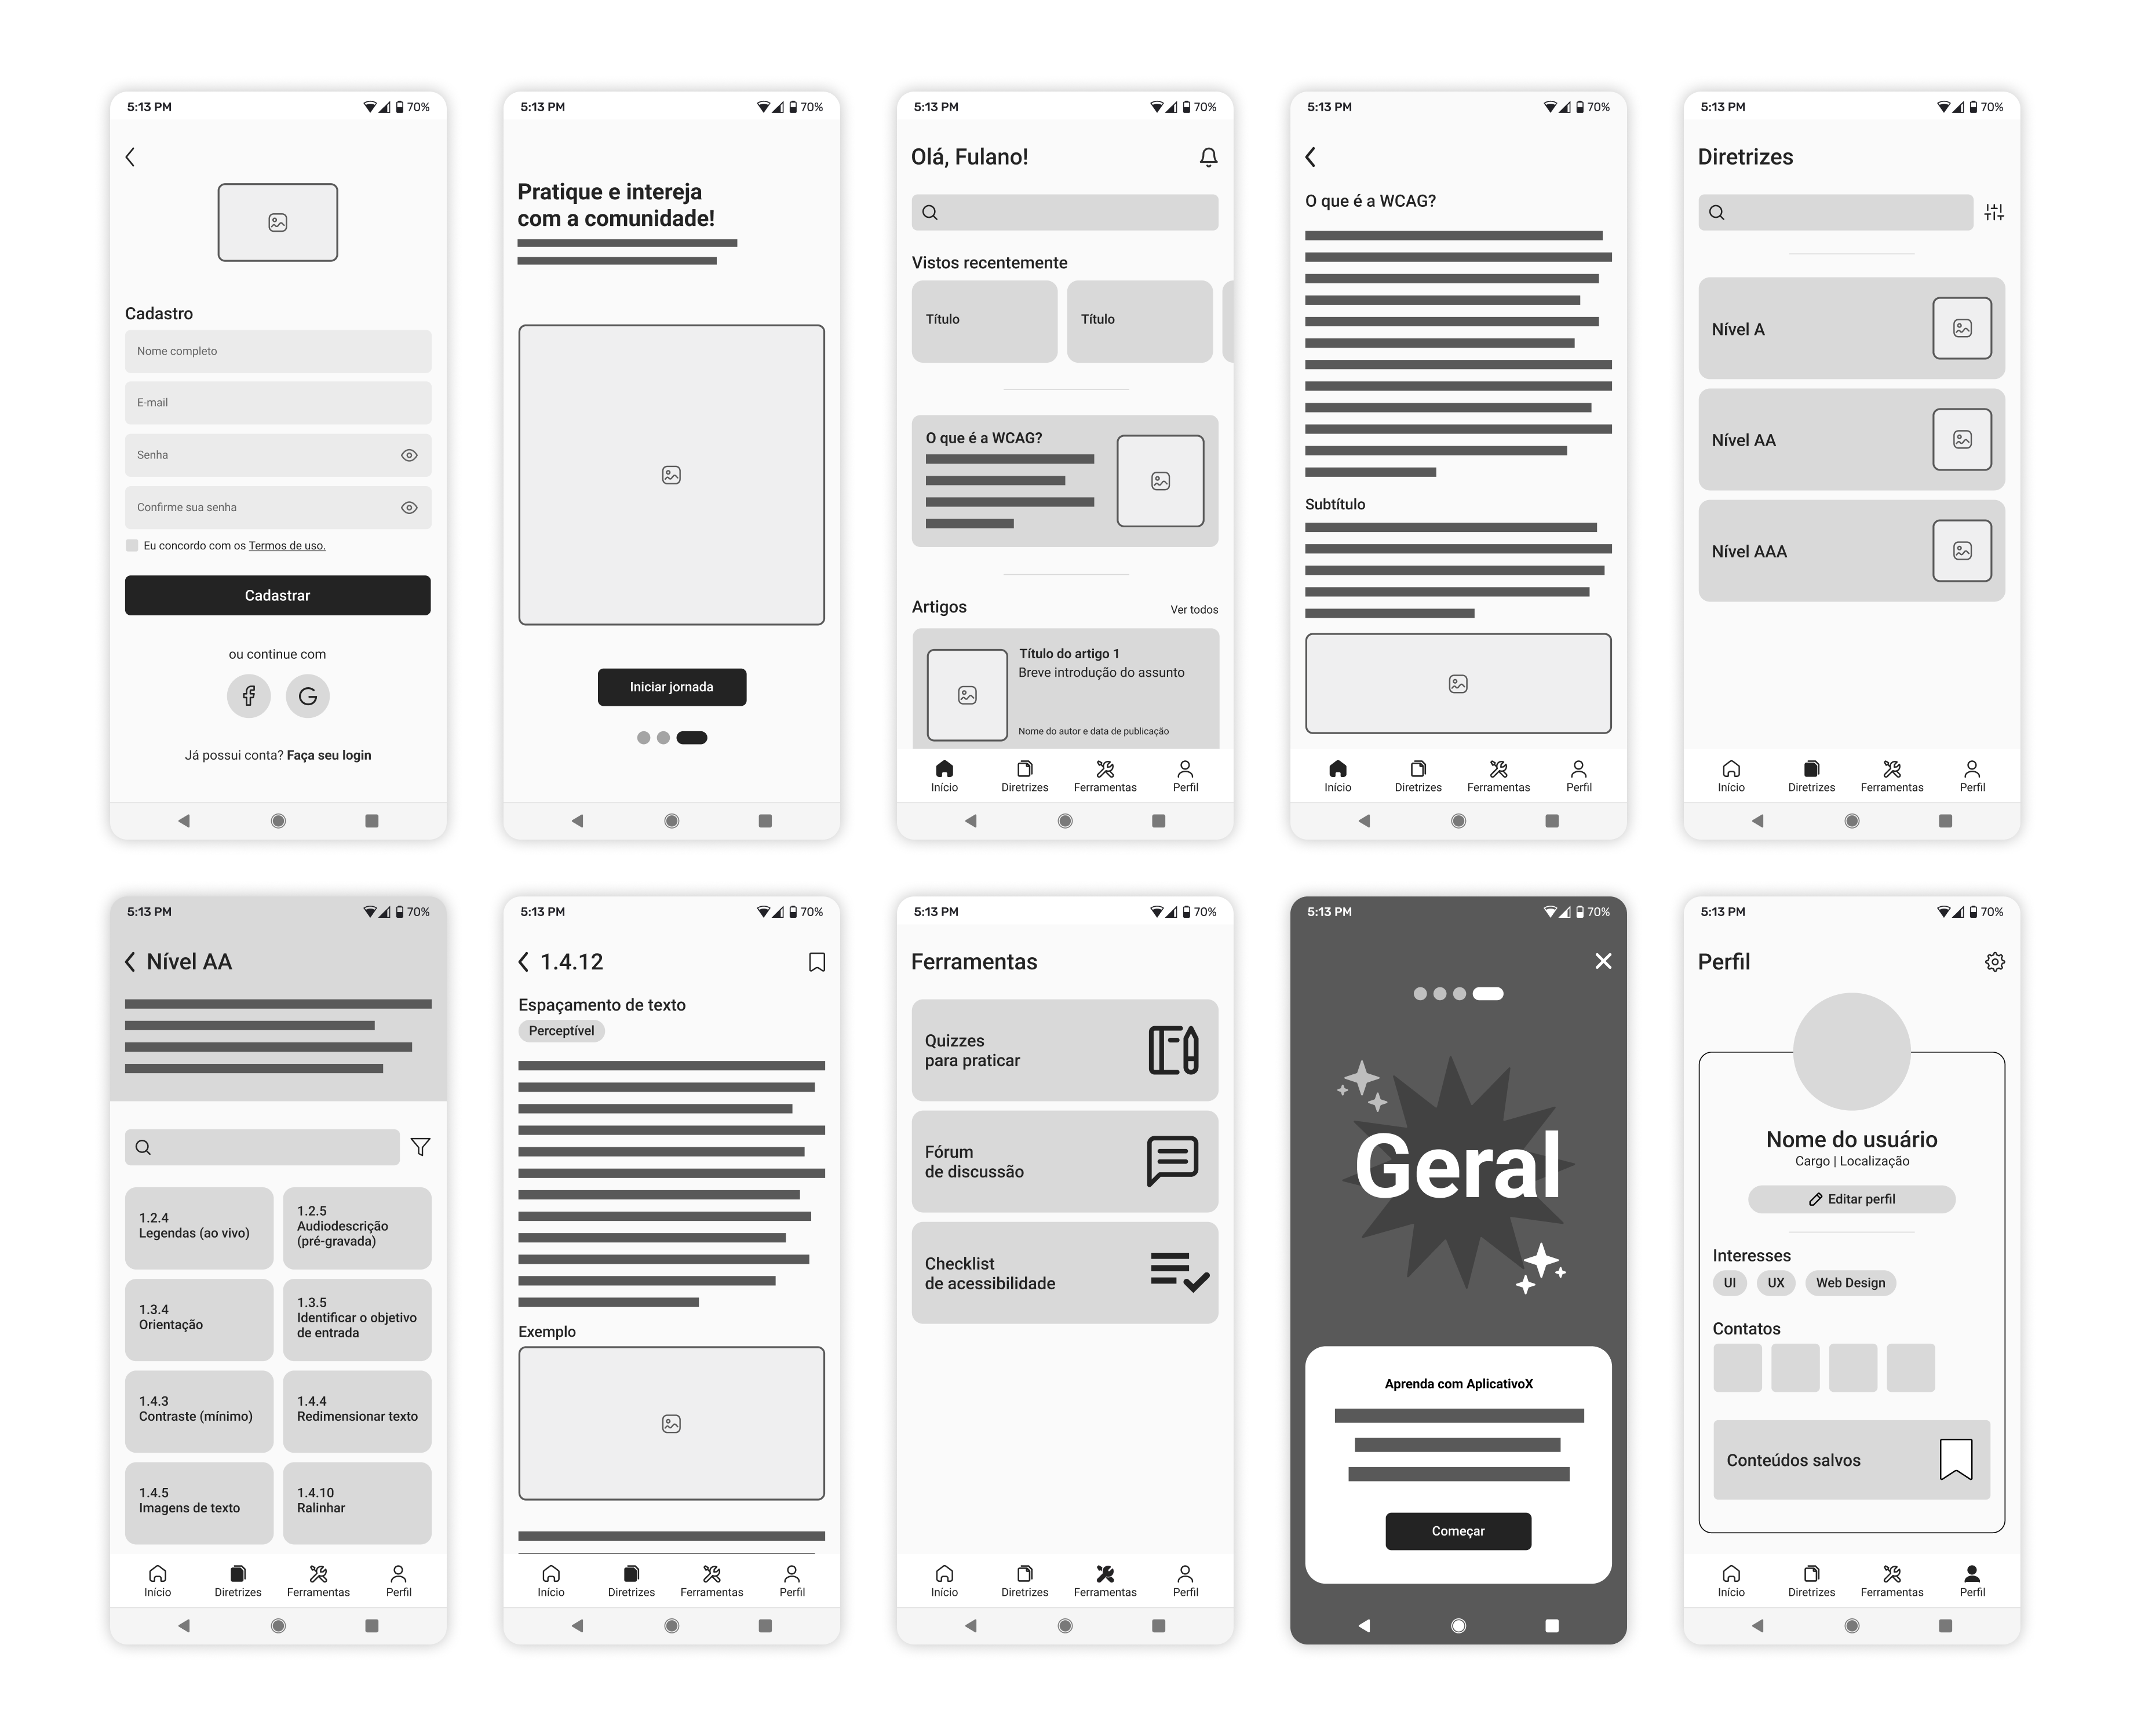 5:13 PM
70%
Cadastro
Nome completo
E-mail
Senha
Confirme sua senha
Eu concordo com os Termos de uso.
Cadastrar
ou continue com
Já possui conta? Faça seu login
5:13 PM
70%
Pratique e intereja
com a comunidade!
Iniciar jornada
5:13 PM
70%
Olá, Fulano!
Vistos recentemente
Título
Título
O que é a WCAG?
Artigos
Ver todos
Título do artigo 1
Breve introdução do assunto
Nome do autor e data de publicação
Início
Diretrizes
Ferramentas
Perfil
5:13 PM
70%
O que é a WCAG?
Subtítulo
Início
Diretrizes
Ferramentas
Perfil
5:13 PM
70%
Diretrizes
Nível A
Nível AA
Nível AAA
Início
Diretrizes
Ferramentas
Perfil
5:13 PM
70%
Nível AA
1.2.4
Legendas (ao vivo)
1.2.5
Audiodescrição
(pré-gravada)
1.3.4
Orientação
1.3.5
Identificar o objetivo
de entrada
1.4.3
Contraste (mínimo)
1.4.4
Redimensionar texto
1.4.5
Imagens de texto
1.4.10
Ralinhar
Início
Diretrizes
Ferramentas
Perfil
5:13 PM
70%
1.4.12
Espaçamento de texto
Perceptível
Exemplo
Início
Diretrizes
Ferramentas
Perfil
5:13 PM
70%
Ferramentas
Quizzes
para praticar
Fórum
de discussão
Checklist
de acessibilidade
Início
Diretrizes
Ferramentas
Perfil
5:13 PM
70%
Geral
Aprenda com AplicativoX
Começar
5:13 PM
70%
Perfil
Nome do usuário
Cargo | Localização
Editar perfil
Interesses
UI
UX
Web Design
Contatos
Conteúdos salvos
Início
Diretrizes
Ferramentas
Perfil